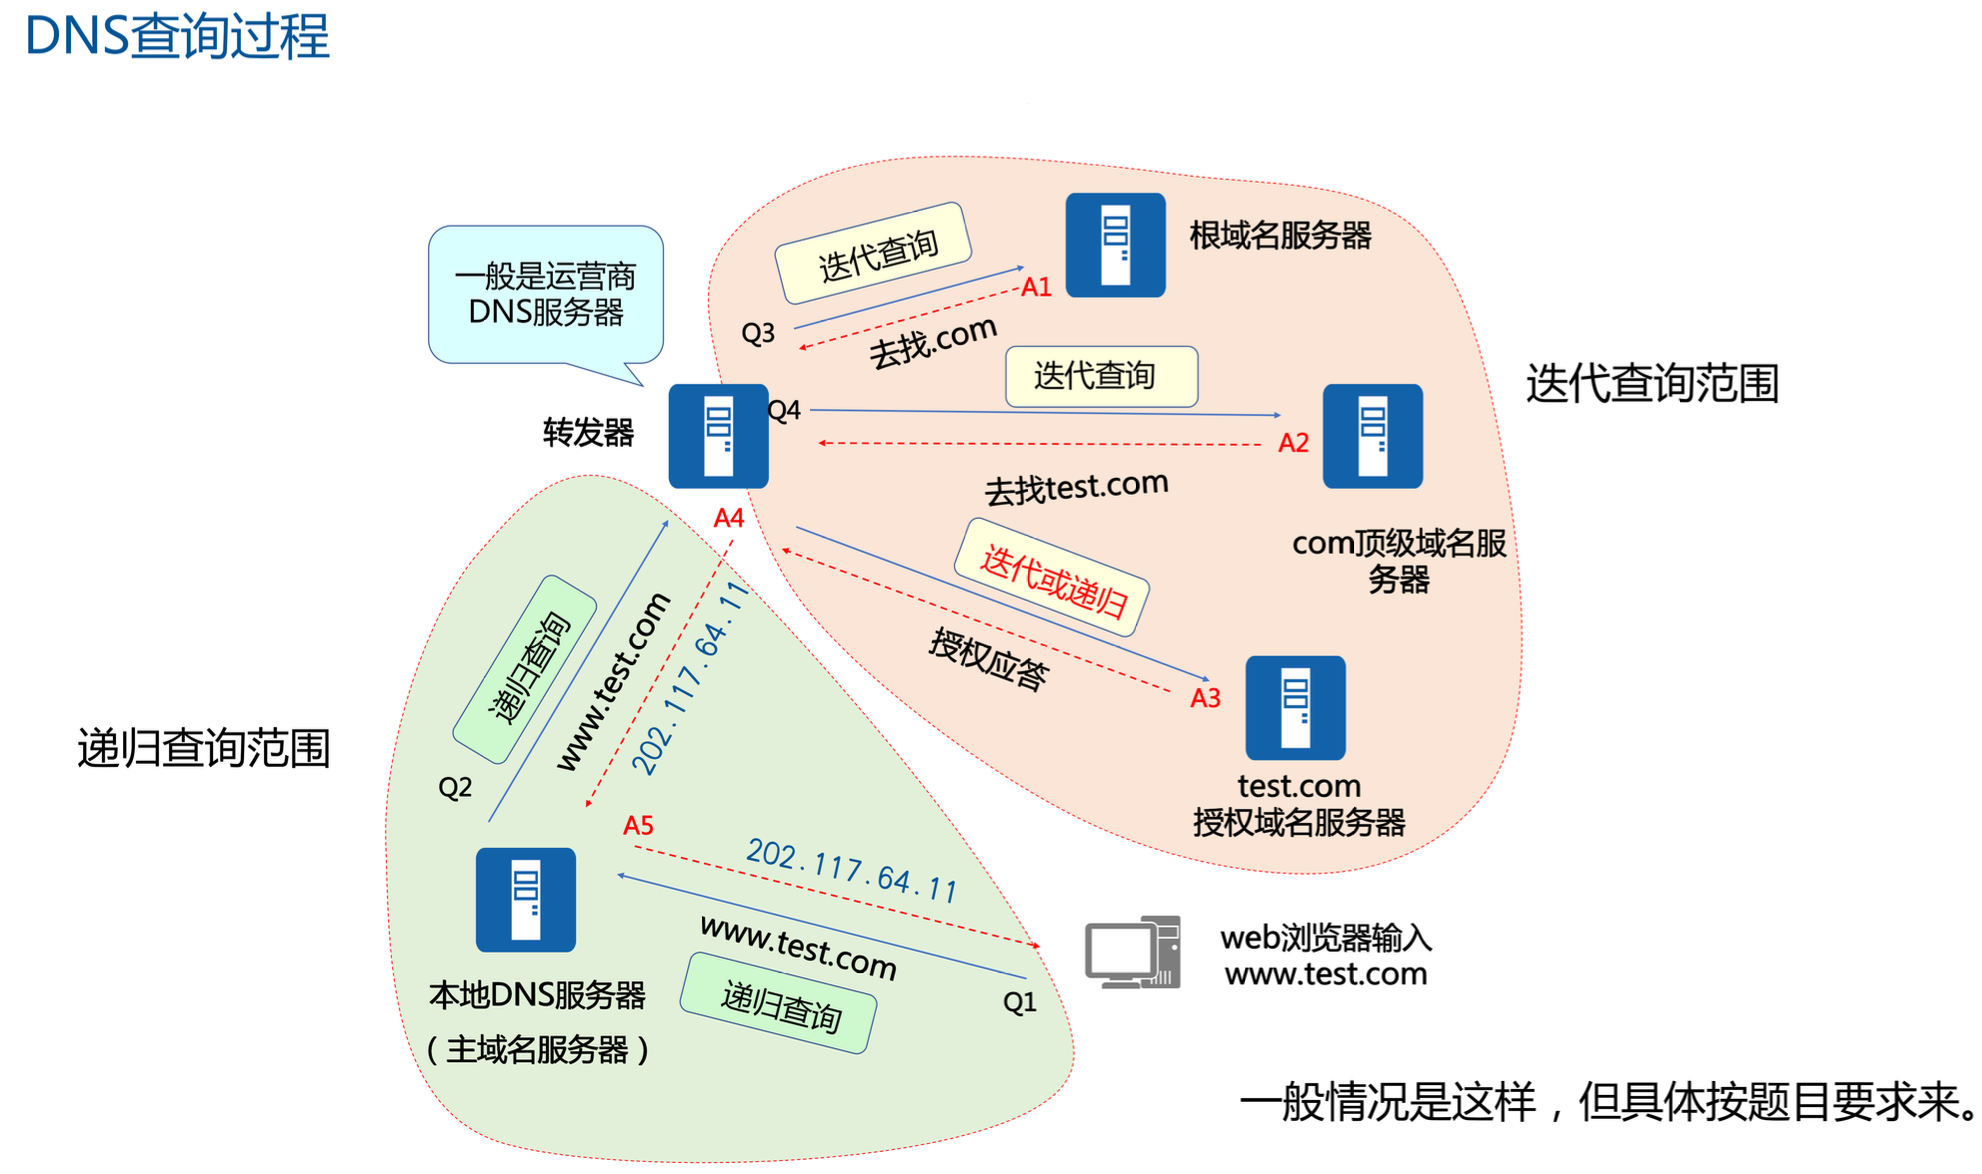 DNS查询过程
迭代查询
根域名服务器
一般是运营商
DNS服务器
A1
Q3
去找.com
迭代查询
迭代查询范围
Q4
转发器
A2
去找test.com
A4
com顶级域名服
务器
迭代或递归
授权应答
A3
递归查询
www.test.com
202.117.64.11
递归查询范围
Q2
test.com
授权域名服务器
A5
202.117.64.11
www.test.com
web浏览器输入
www.test.com
本地DNS服务器
（主域名服务器）
递归查询
Q1
一般情况是这样，但具体按题目要求来。